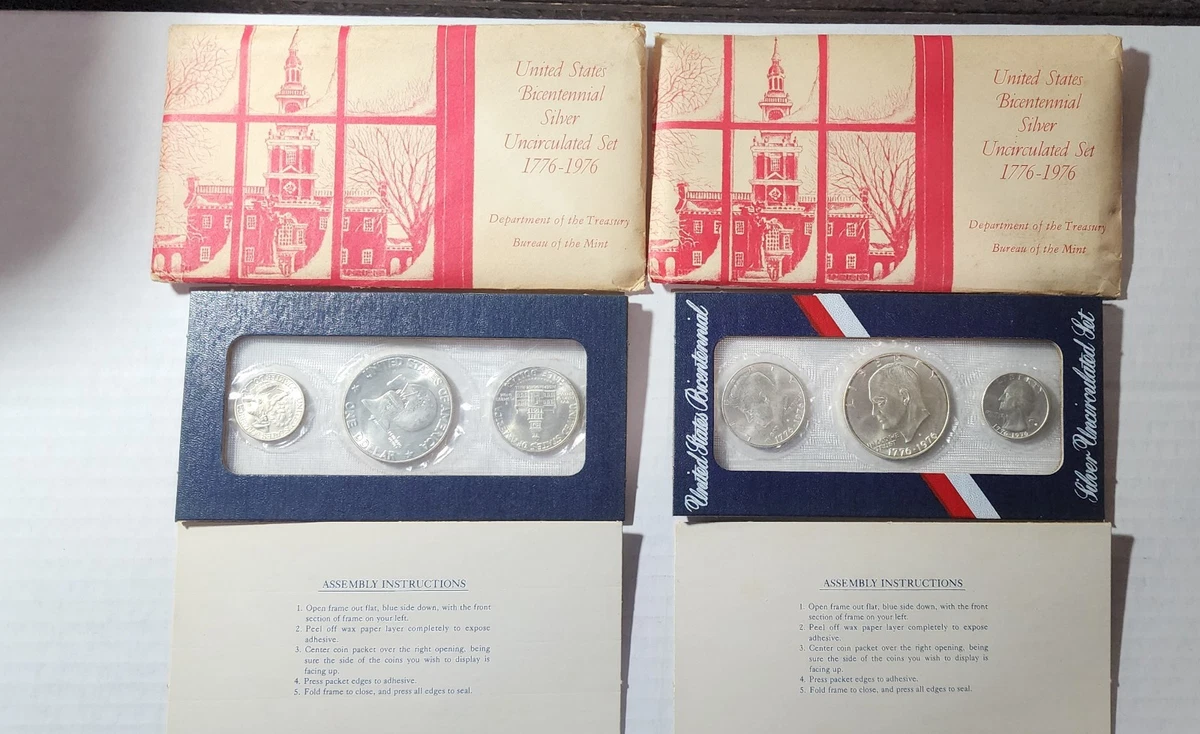 United States
Bicentennial
Silver
Uncirculated Set
1776-1976
Department of the Treasury
Bureau of the Mint
United States
Bicentennial
Silver
Uncirculated Set
1776-1976
Department of the Treasury
Bureau of the Mint
UNITED STATES OF AMERICA
ONE DOLLAR
United States Bicentennial
1776-1976
1776-1976
1776-1976
Silver Uncirculated Set
ASSEMBLY INSTRUCTIONS
1. Open frame out flat, blue side down, with the front
section of frame on your left.
2. Peel off wax paper layer completely to expose
adhesive.
3. Center coin packet over the right opening, being
sure the side of the coins you wish to display is
facing up.
4. Press packet edges to adhesive.
5. Fold frame to close, and press all edges to seal.
ASSEMBLY INSTRUCTIONS
1. Open frame out flat, blue side down, with the front
section of frame on your left.
2. Peel off wax paper layer completely to expose
adhesive.
3. Center coin packet over the right opening, being
sure the side of the coins you wish to display is
facing up.
4. Press packet edges to adhesive.
5. Fold frame to close, and press all edges to seal.